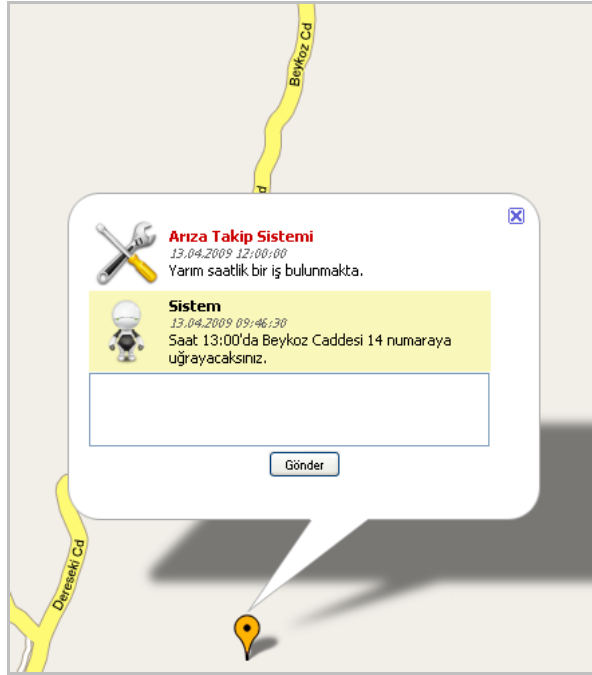 Beykoz Cd
d
Arıza Takip Sistemi
13.04.2009 12:00:00
Yarım saatlik bir iş bulunmakta.
Sistem
13.04.2009 09:46:30
Saat 13:00'da Beykoz Caddesi 14 numaraya
uğrayacaksınız.
Gönder
Dereseki Cd